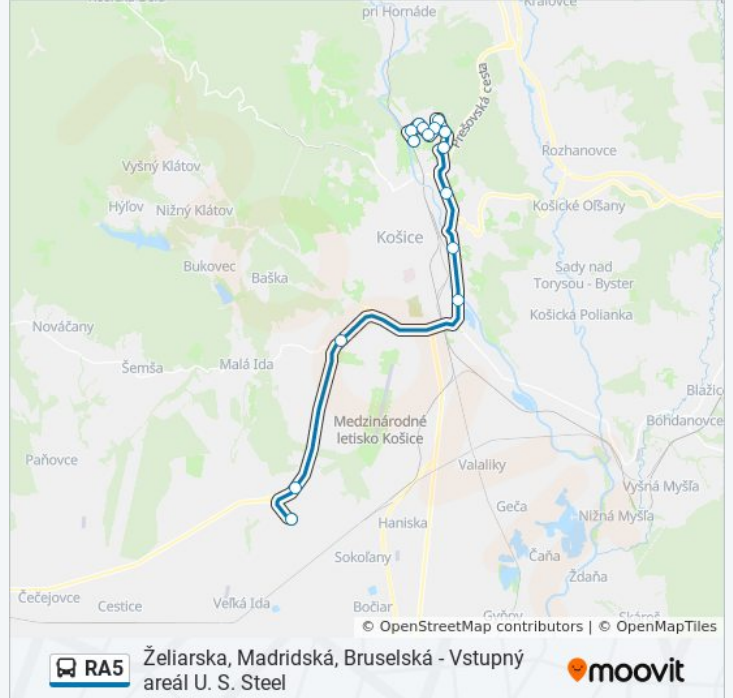 pri Hornáde
Kráľovce
Prešovská cesta
Rozhanovce
Vyšný Klátov
Hýľov
Nižný Klátov
Košické Oľšany
Košice
Bukovec
Baška
Sady nad
Torysou - Byster
Košická Polianka
Nováčany
Šemša
Malá Ida
Blažic
Bohdanovce
Medzinárodné
letisko Košice
Paňovce
Valaliky
Vyšná Myšľa
Geča
Nižná Myšľa
Haniska
Čaňa
Sokoľany
Ždaňa
Čečejovce
Cestice
Veľká Ida
Bočiar
Gyňov
Skároš
© OpenStreetMap contributors | © OpenMapTiles
RA5
Želiarska, Madridská, Bruselská - Vstupný
areál U. S. Steel
moovit